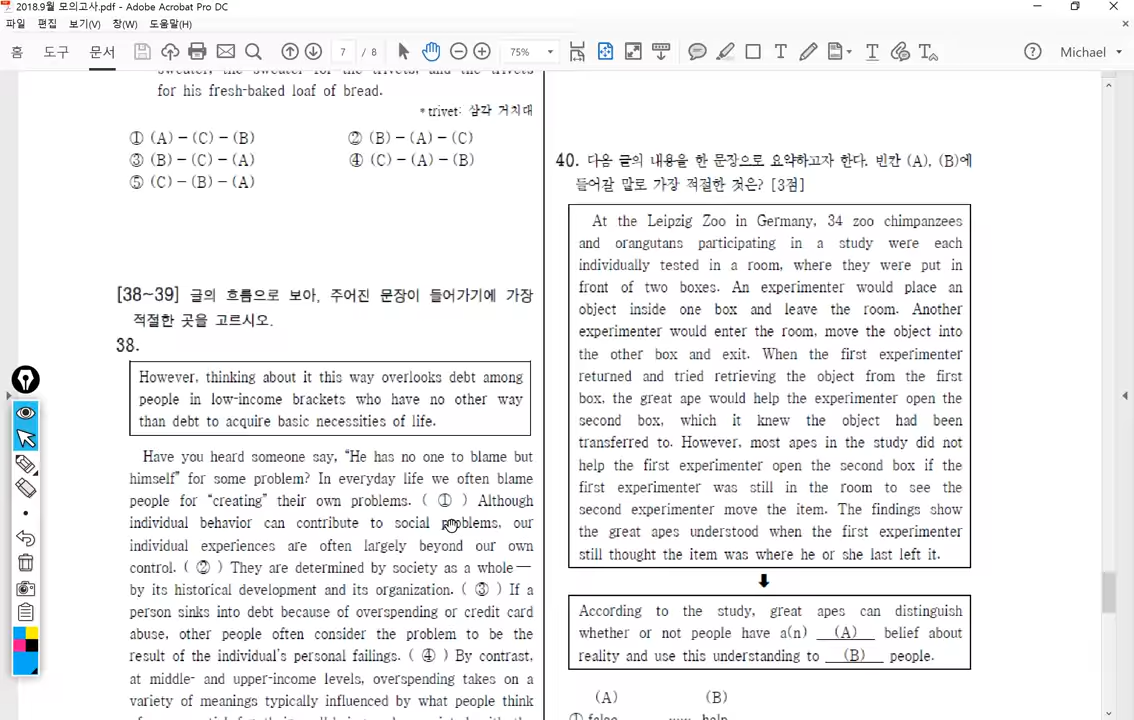 2018.9월 모의고사.pdf - Adobe Acrobat Pro DC
파일 편집 보기(V) 창(W) 도움말(H)
홈 도구 문서 7 / 8 75% Michael
sweater, the sweater for the trivets, and the trivets
for his fresh-baked loaf of bread.
* trivet: 삼각 거치대
① (A)-(C)-(B) ② (B)-(A)-(C)
③ (B)-(C)-(A) ④ (C)-(A)-(B)
⑤ (C)-(B)-(A)
[38~39] 글의 흐름으로 보아, 주어진 문장이 들어가기에 가장
적절한 곳을 고르시오.
38.
However, thinking about it this way overlooks debt among
people in low-income brackets who have no other way
than debt to acquire basic necessities of life.
Have you heard someone say, “He has no one to blame but
himself” for some problem? In everyday life we often blame
people for “creating” their own problems. ( ① ) Although
individual behavior can contribute to social problems, our
individual experiences are often largely beyond our own
control. ( ② ) They are determined by society as a whole—
by its historical development and its organization. ( ③ ) If a
person sinks into debt because of overspending or credit card
abuse, other people often consider the problem to be the
result of the individual's personal failings. ( ④ ) By contrast,
at middle- and upper-income levels, overspending takes on a
variety of meanings typically influenced by what people think
40. 다음 글의 내용을 한 문장으로 요약하고자 한다. 빈칸 (A), (B)에
들어갈 말로 가장 적절한 것은? [3점]
At the Leipzig Zoo in Germany, 34 zoo chimpanzees
and orangutans participating in a study were each
individually tested in a room, where they were put in
front of two boxes. An experimenter would place an
object inside one box and leave the room. Another
experimenter would enter the room, move the object into
the other box and exit. When the first experimenter
returned and tried retrieving the object from the first
box, the great ape would help the experimenter open the
second box, which it knew the object had been
transferred to. However, most apes in the study did not
help the first experimenter open the second box if the
first experimenter was still in the room to see the
second experimenter move the item. The findings show
the great apes understood when the first experimenter
still thought the item was where he or she last left it.
According to the study, great apes can distinguish
whether or not people have a(n) (A) belief about
reality and use this understanding to (B) people.
(A) (B)
① false help